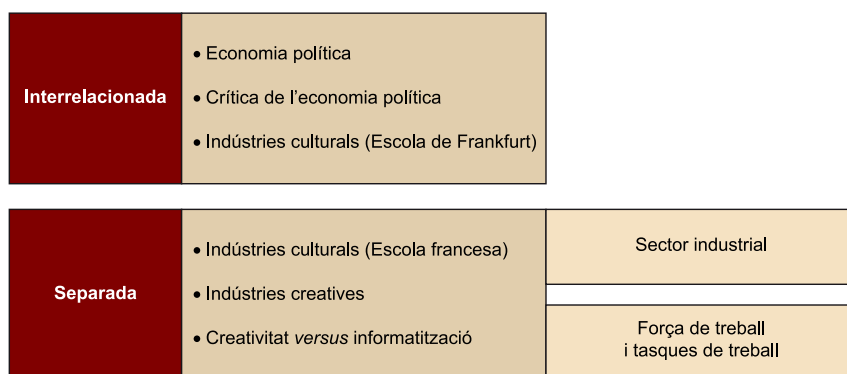 Interrelacionada
• Economia política
• Crítica de l’economia política
• Indústries culturals (Escola de Frankfurt)
Separada
• Indústries culturals (Escola francesa)
• Indústries creatives
• Creativitat versus informatització
Sector industrial
Força de treball
i tasques de treball